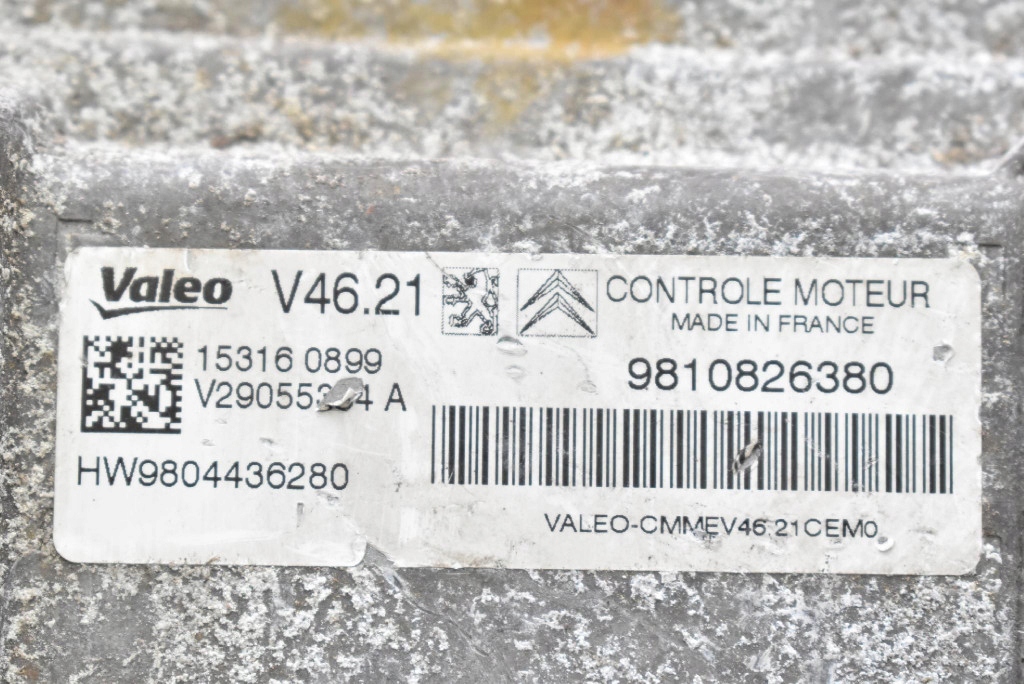 Valeo V46.21 CONTROLE MOTEUR
MADE IN FRANCE
15316 0899
9810826380
A
HW9804436280
VALEO-CMMEV46.21CEM0